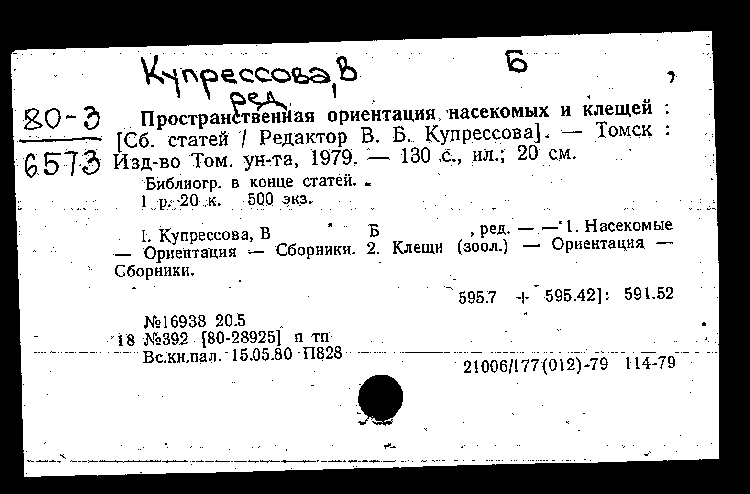 Купрессова, В Б ,
ред.
80-3
6573
Пространственная ориентация насекомых и клещей :
[Сб. статей / Редактор В. Б. Купрессова]. — Томск :
Изд-во Том. ун-та, 1979. — 130 с., ил.; 20 см.
Библиогр. в конце статей.
1 р. 20 к. 500 экз.
I. Купрессова, В Б , ред. — — 1. Насекомые
— Ориентация — Сборники. 2. Клещи (зоол.) — Ориентация —
Сборники.
595.7 + 595.42]: 591.52
№16938 20.5
18 №392 [80-28925] п тп
Вс.кн.пал. 15.05.80 П828
21006/177(012)-79 114-79